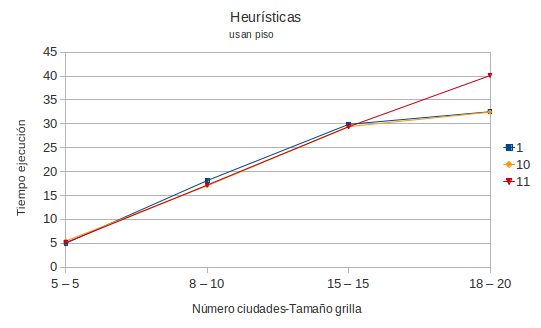 Heurísticas
usan piso
45
40
35
30
25
20
15
10
5
0
Tiempo ejecución
5 – 5
8 – 10
15 – 15
18 – 20
Número ciudades-Tamaño grilla
1
10
11